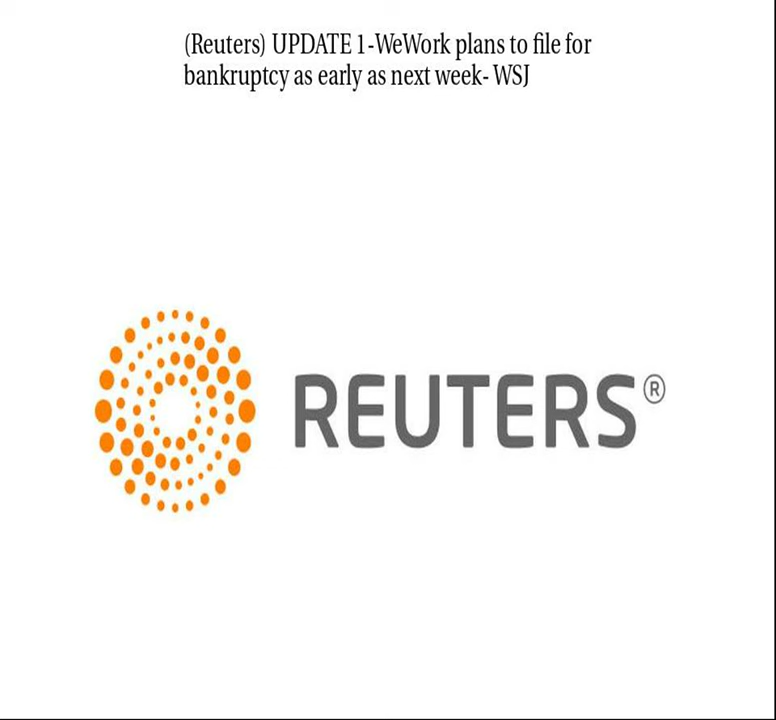 (Reuters) UPDATE 1-WeWork plans to file for
bankruptcy as early as next week- WSJ
REUTERS®